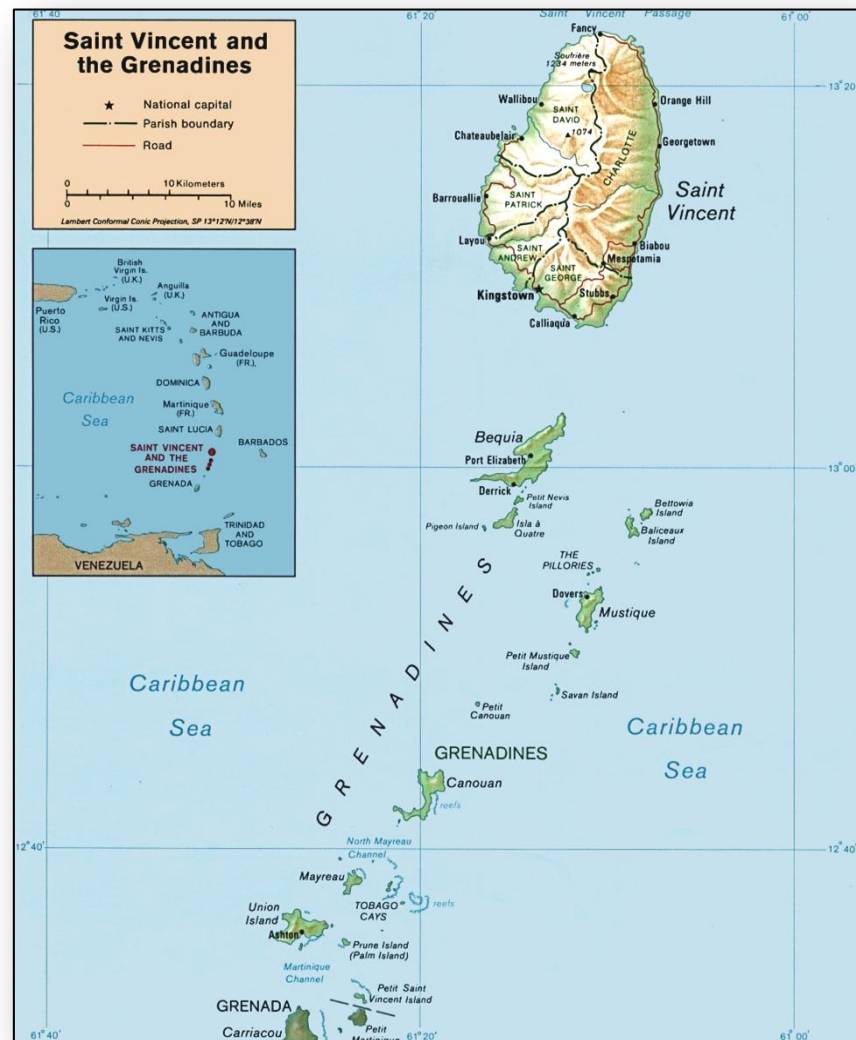 61°40'
61°20'
Saint Vincent Passage
61°00'
Saint Vincent and
the Grenadines
National capital
Parish boundary
Road
0 10 Kilometers
0 10 Miles
Lambert Conformal Conic Projection, SP 13°12'N/12°38'N
Fancy
Soufrière
1234 meters
13°20'
Wallibou
Orange Hill
SAINT
DAVID
1074
Chateaubelair
Georgetown
CHARLOTTE
Barrouallie
SAINT
PATRICK
Saint
Vincent
Layou
Biabou
SAINT
ANDREW
Mespotamia
SAINT
GEORGE
Kingstown
Stubbs
Calliaqua
British
Virgin Is.
(U.K.)
Anguilla
(U.K.)
Virgin Is.
(U.S.)
Puerto
Rico
(U.S.)
ANTIGUA
AND
BARBUDA
SAINT KITTS
AND NEVIS
Guadeloupe
(FR.)
DOMINICA
Caribbean
Sea
Martinique
(FR.)
SAINT LUCIA
SAINT VINCENT
AND THE
GRENADINES
BARBADOS
GRENADA
TRINIDAD
AND
TOBAGO
VENEZUELA
Bequia
Port Elizabeth
13°00'
Derrick
Petit Nevis
Island
Bettowia
Island
Pigeon Island
Isla à
Quatre
Baliceaux
Island
THE
PILLORIES
Dovers
Mustique
GRENADINES
Petit Mustique
Island
Savan Island
Petit
Canouan
Caribbean
Sea
Caribbean
Sea
GRENADINES
Canouan
reefs
12°40'
12°40'
North Mayreau
Channel
Mayreau
TOBAGO
CAYS
reefs
Union
Island
Ashton
Prune Island
(Palm Island)
Martinique
Channel
Petit Saint
Vincent Island
GRENADA
Carriacou
Petit
Martinique
61°40'
61°20'
61°00'